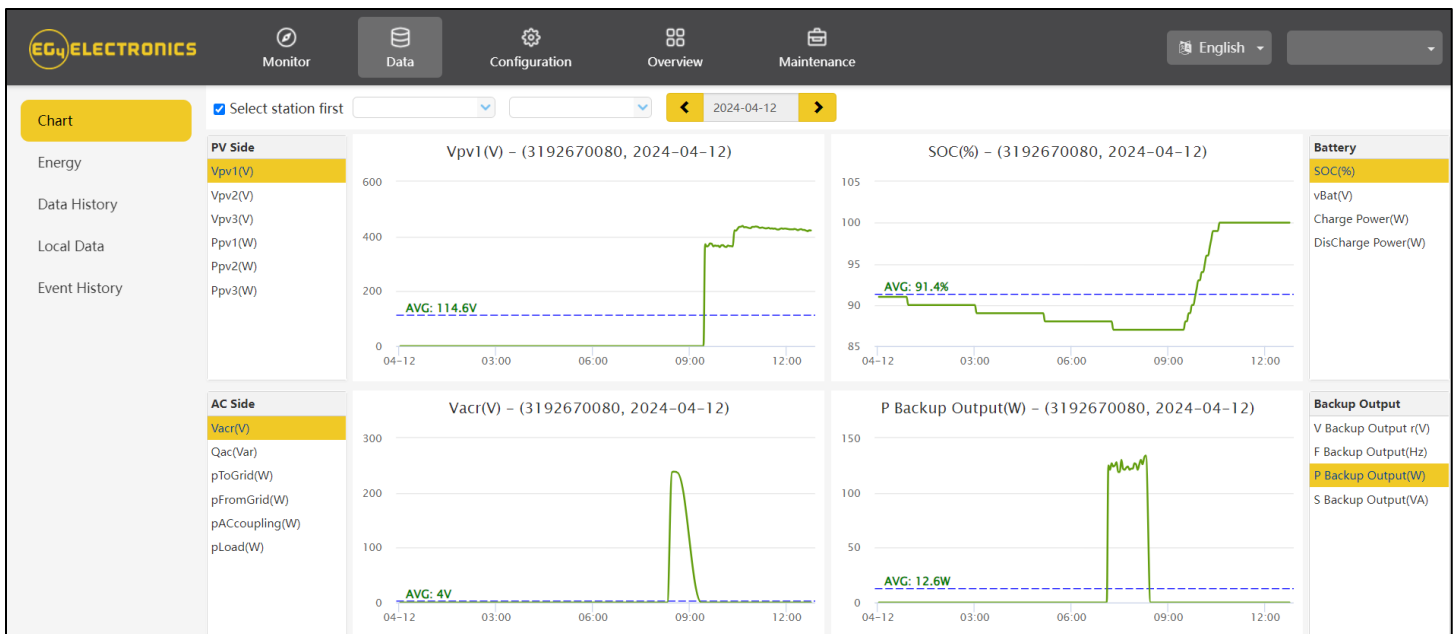 EG4 ELECTRONICS
Monitor
Data
Configuration
Overview
Maintenance
English
Chart
Energy
Data History
Local Data
Event History
Select station first
2024-04-12
PV Side
Vpv1(V)
Vpv2(V)
Vpv3(V)
Ppv1(W)
Ppv2(W)
Ppv3(W)
Vpv1(V) - (3192670080, 2024-04-12)
600
400
200
0
AVG: 114.6V
04-12 03:00 06:00 09:00 12:00
SOC(%) - (3192670080, 2024-04-12)
105
100
95
90
85
AVG: 91.4%
04-12 03:00 06:00 09:00 12:00
Battery
SOC(%)
vBat(V)
Charge Power(W)
DisCharge Power(W)
AC Side
Vacr(V)
Qac(Var)
pToGrid(W)
pFromGrid(W)
pACcoupling(W)
pLoad(W)
Vacr(V) - (3192670080, 2024-04-12)
300
200
100
0
AVG: 4V
04-12 03:00 06:00 09:00 12:00
P Backup Output(W) - (3192670080, 2024-04-12)
150
100
50
0
AVG: 12.6W
04-12 03:00 06:00 09:00 12:00
Backup Output
V Backup Output r(V)
F Backup Output(Hz)
P Backup Output(W)
S Backup Output(VA)